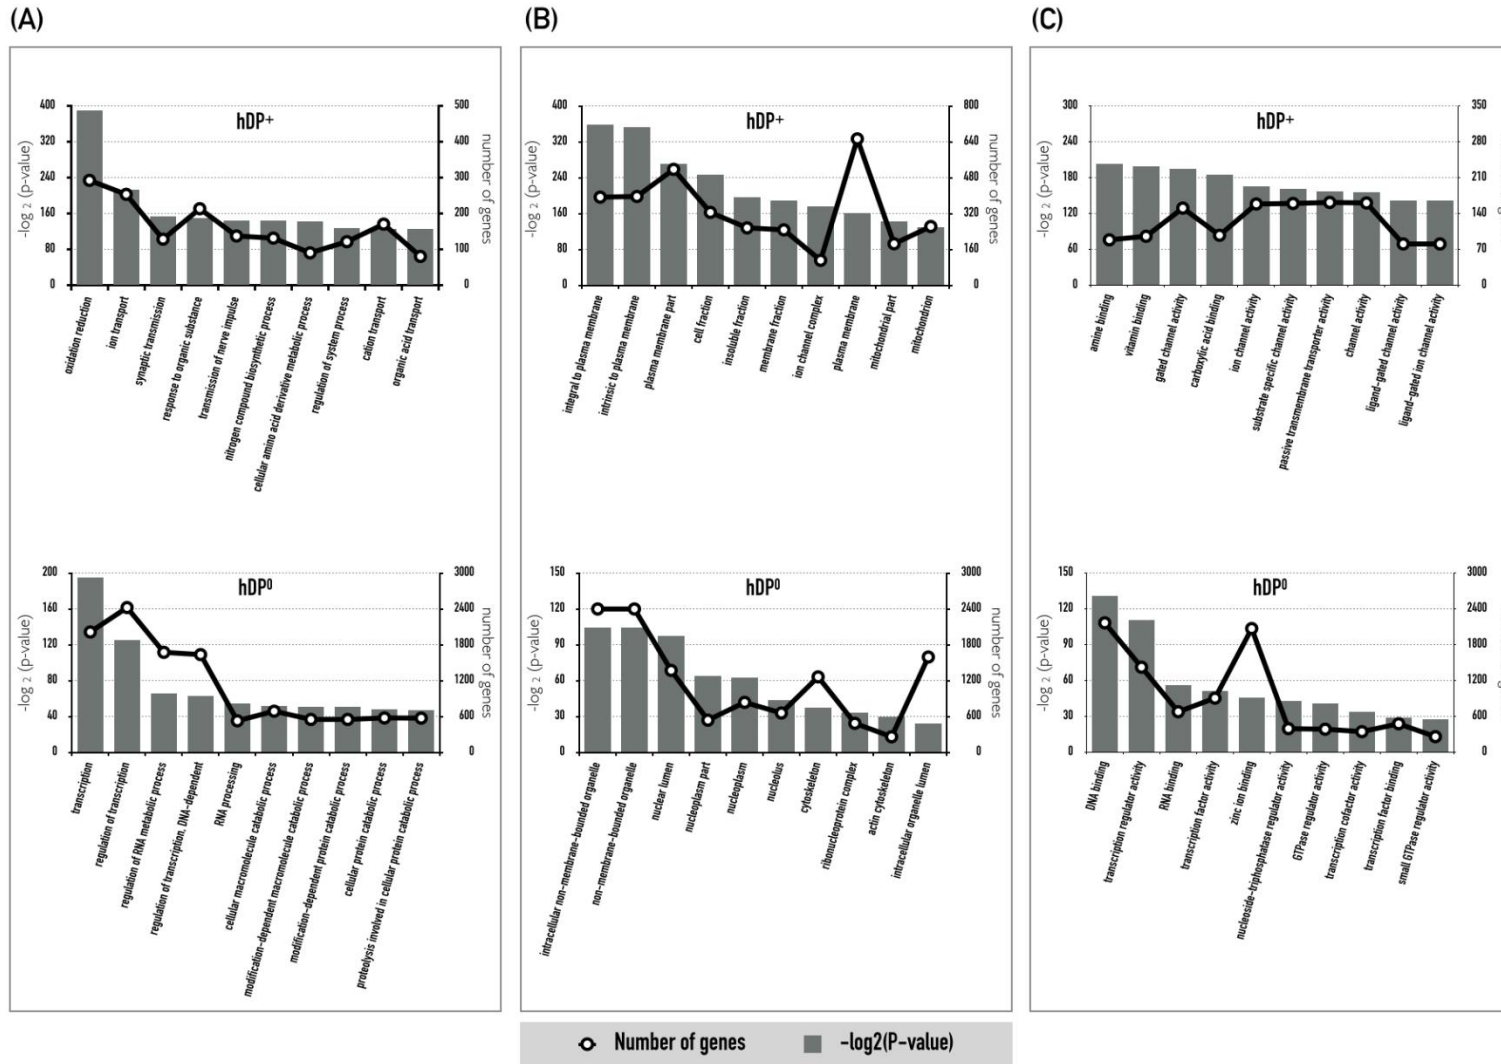 (A)
hDP+
-log 2 (p-value)
400
320
240
160
80
0
number of genes
500
400
300
200
100
0
oxidation reduction
ion transport
synaptic transmission
response to organic substance
transmission of nerve impulse
nitrogen compound biosynthetic process
cellular amino acid derivative metabolic process
regulation of system process
cation transport
organic acid transport
hDP0
-log 2 (p-value)
200
160
120
80
40
0
number of genes
3000
2400
1800
1200
600
0
transcription
regulation of transcription
regulation of RNA metabolic process
regulation of transcription. DNA-dependent
RNA processing
cellular macromolecule catabolic process
modification-dependent macromolecule catabolic process
modification-dependent protein catabolic process
cellular protein catabolic process
proteolysis involved in cellular protein catabolic process
(B)
hDP+
-log 2 (p-value)
400
320
240
160
80
0
number of genes
800
640
480
320
160
0
integral to plasma membrane
intrinsic to plasma membrane
plasma membrane part
cell fraction
insoluble fraction
membrane fraction
ion channel complex
plasma membrane
mitochondrial part
mitochondrion
hDP0
-log 2 (p-value)
150
120
90
60
30
0
number of genes
3000
2400
1800
1200
600
0
intracellular non-membrane-bounded organelle
non-membrane-bounded organelle
nuclear lumen
nucleoplasm part
nucleoplasm
nucleolus
cytoskeleton
ribonucleoprotein complex
actin cytoskeleton
intracellular organelle lumen
(C)
hDP+
-log 2 (p-value)
300
240
180
120
60
0
350
280
210
140
70
0
amine binding
vitamin binding
gated channel activity
carboxylic acid binding
ion channel activity
substrate specific channel activity
passive transmembrane transporter activity
channel activity
ligand-gated channel activity
ligand-gated ion channel activity
hDP0
-log 2 (p-value)
150
120
90
60
30
0
3000
2400
1800
1200
600
0
DNA binding
transcription regulator activity
RNA binding
transcription factor activity
zinc ion binding
nucleoside-triphosphatase regulator activity
GTPase regulator activity
transcription cofactor activity
transcription factor binding
small GTPase regulator activity
Number of genes
-log2(P-value)